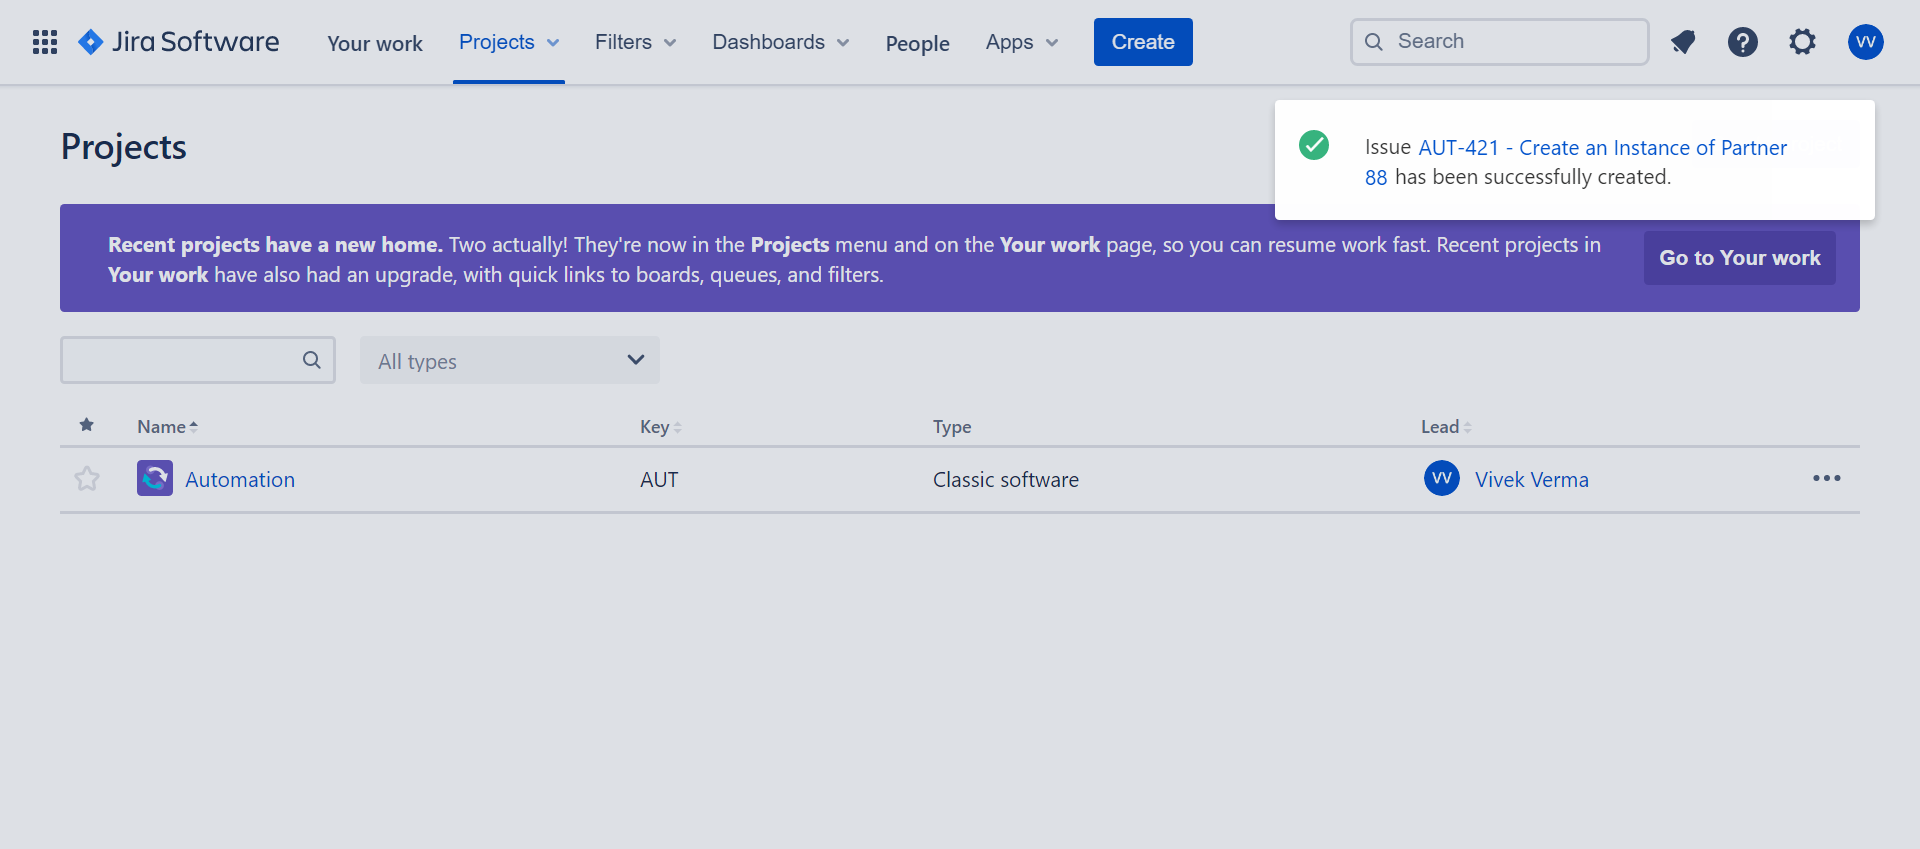 Jira Software Your work Projects Filters Dashboards People Apps Create Search VV
Projects
Issue AUT-421 - Create an Instance of Partner
88 has been successfully created.
Recent projects have a new home. Two actually! They're now in the Projects menu and on the Your work page, so you can resume work fast. Recent projects in
Your work have also had an upgrade, with quick links to boards, queues, and filters.
Go to Your work
All types
Name Key Type Lead
Automation AUT Classic software VV Vivek Verma